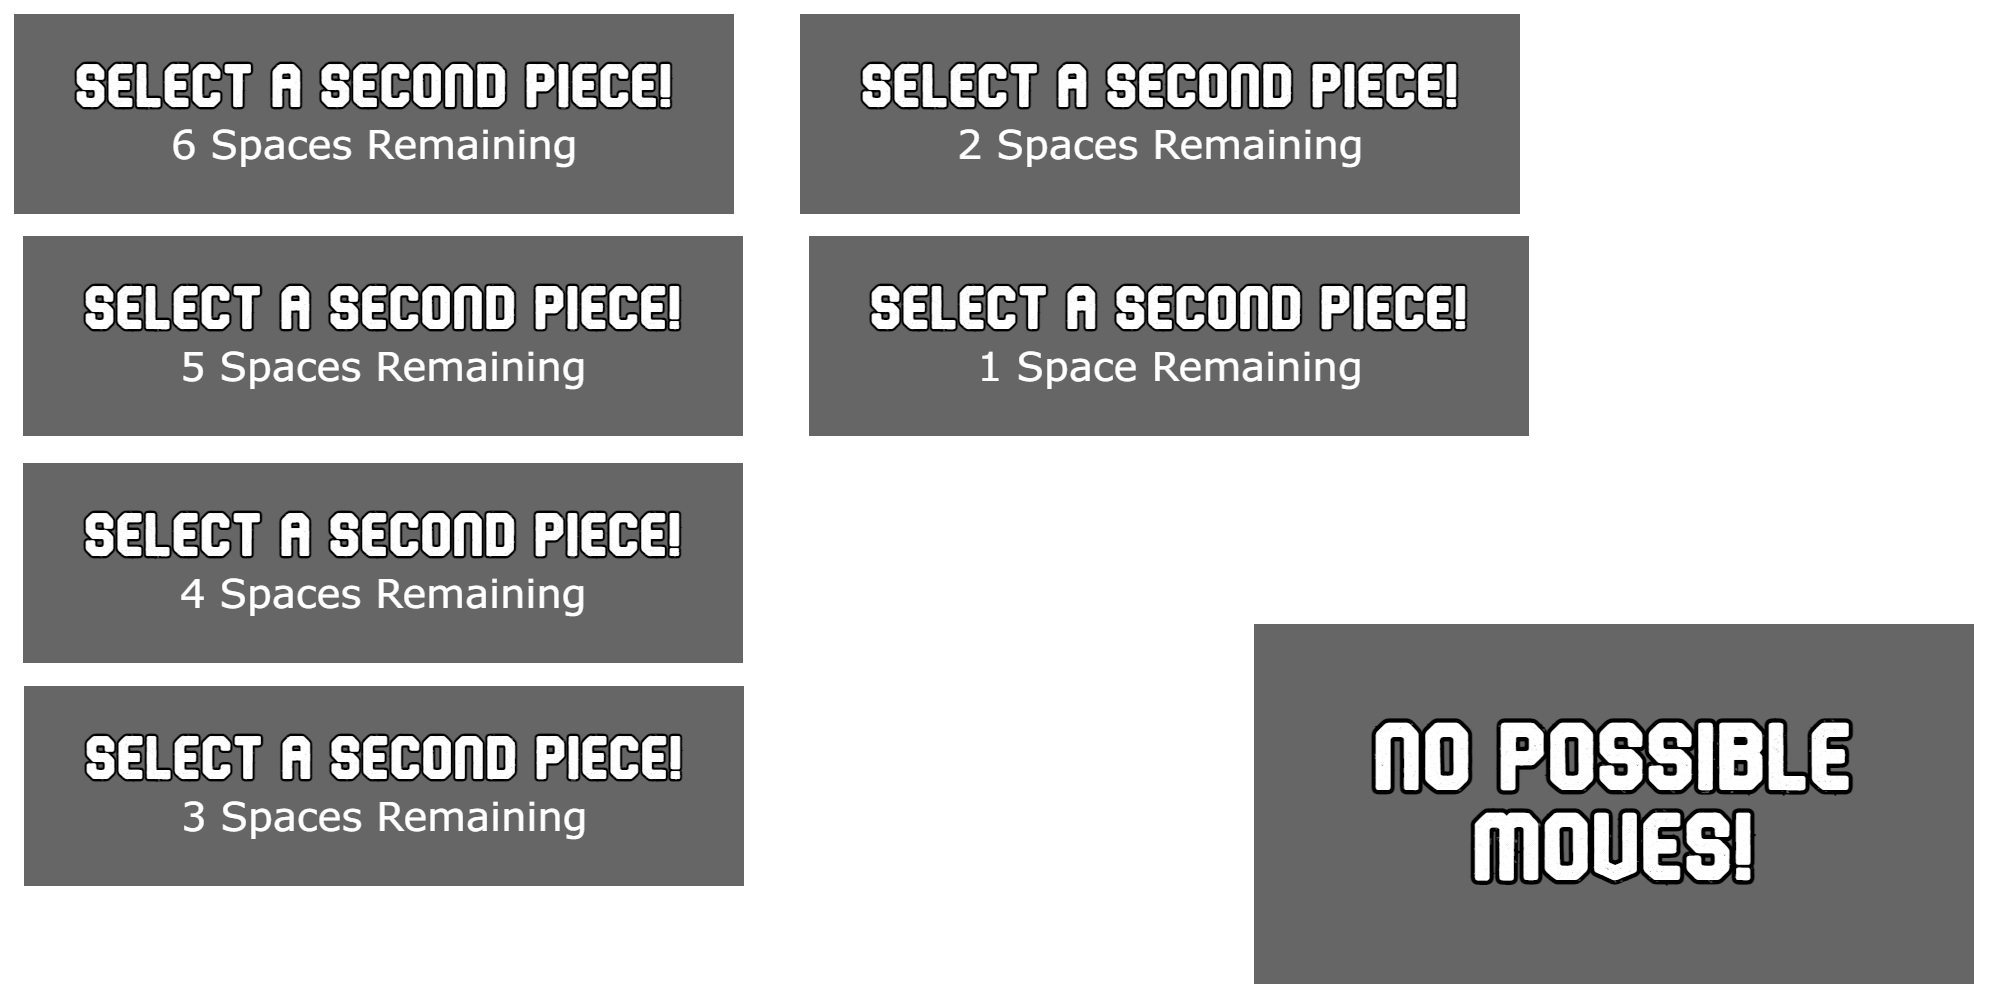 SELECT A SECOND PIECE!
6 Spaces Remaining
SELECT A SECOND PIECE!
5 Spaces Remaining
SELECT A SECOND PIECE!
4 Spaces Remaining
SELECT A SECOND PIECE!
3 Spaces Remaining
SELECT A SECOND PIECE!
2 Spaces Remaining
SELECT A SECOND PIECE!
1 Space Remaining
NO POSSIBLE
MOVES!